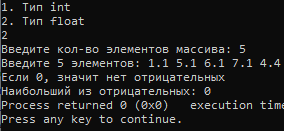 1. Тип int
2. Тип float
2
Введите кол-во элементов массива: 5
Введите 5 элементов: 1.1 5.1 6.1 7.1 4.4
Если 0, значит нет отрицательных
Наибольший из отрицательных: 0
Process returned 0 (0x0)   execution time
Press any key to continue.